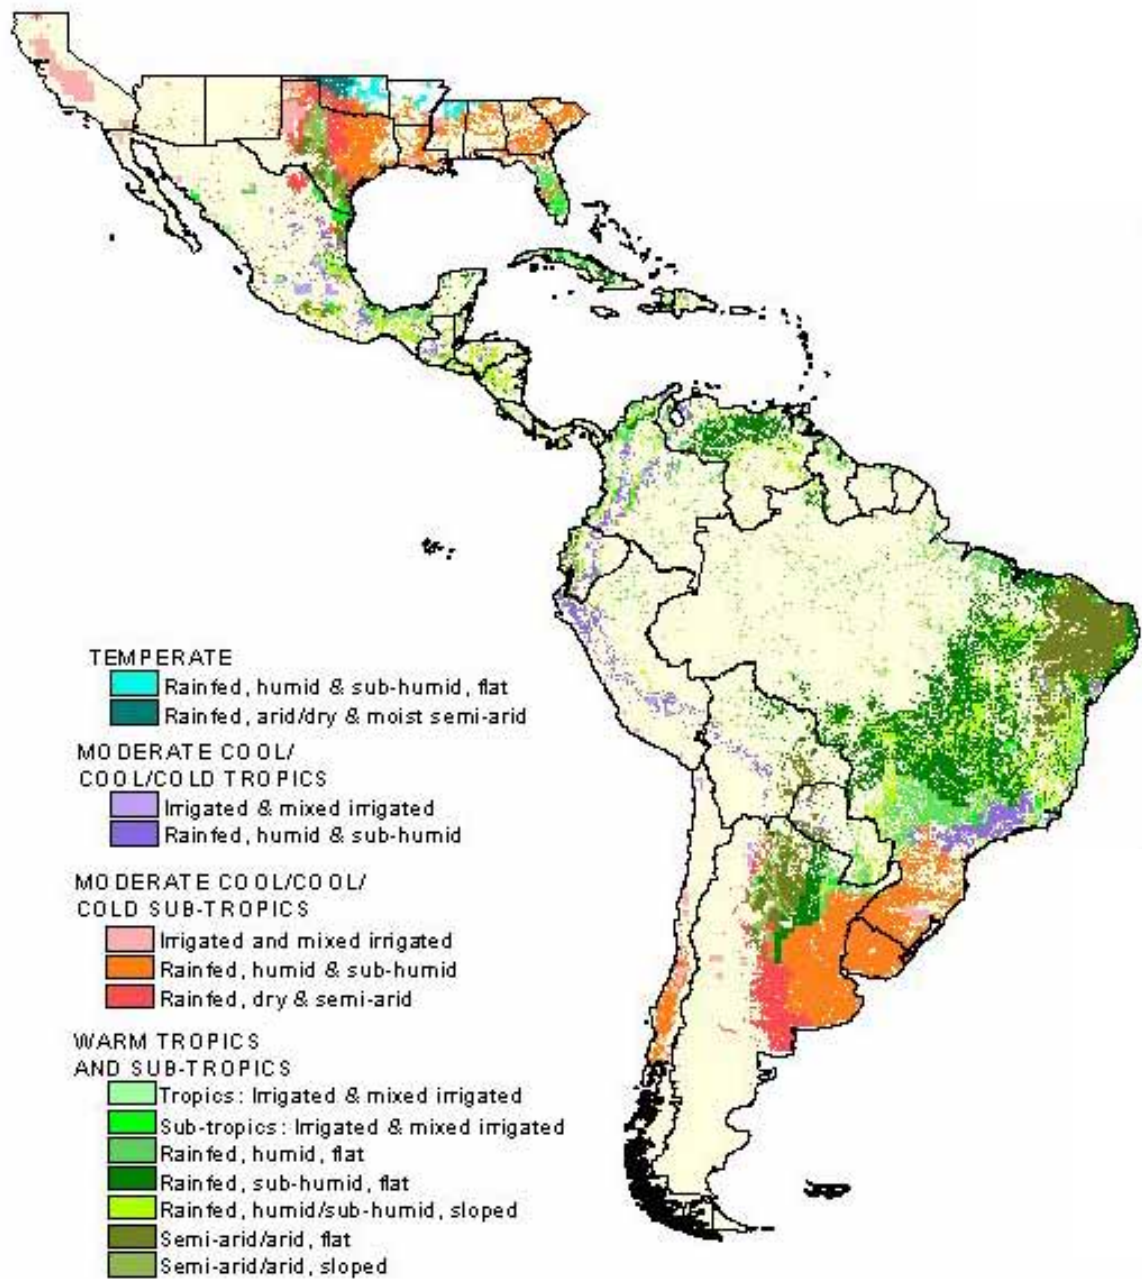 TEMPERATE
Rainfed, humid & sub-humid, flat
Rainfed, arid/dry & moist semi-arid
MODERATE COOL/
COOL/COLD TROPICS
Irrigated & mixed irrigated
Rainfed, humid & sub-humid
MODERATE COOL/COOL/
COLD SUB-TROPICS
Irrigated and mixed irrigated
Rainfed, humid & sub-humid
Rainfed, dry & semi-arid
WARM TROPICS
AND SUB-TROPICS
Tropics: Irrigated & mixed irrigated
Sub-tropics: Irrigated & mixed irrigated
Rainfed, humid, flat
Rainfed, sub-humid, flat
Rainfed, humid/sub-humid, sloped
Semi-arid/arid, flat
Semi-arid/arid, sloped